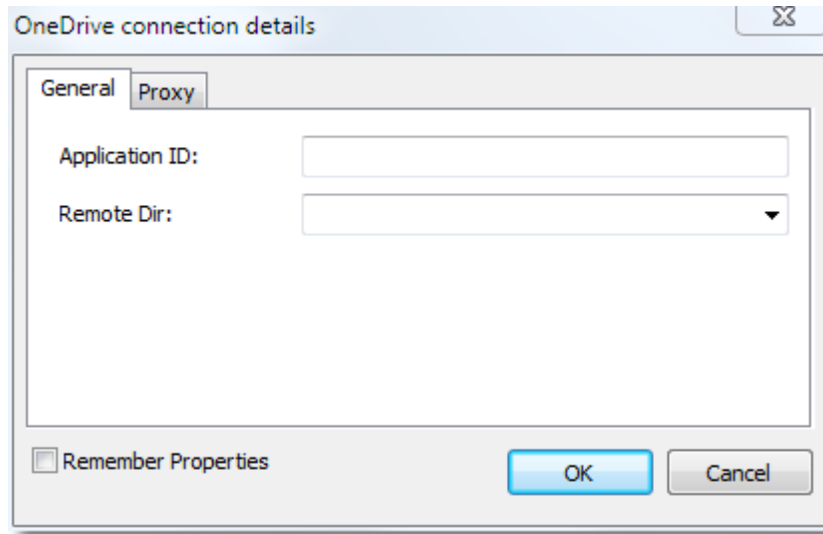 OneDrive connection details
General Proxy
Application ID:
Remote Dir:
Remember Properties
OK Cancel